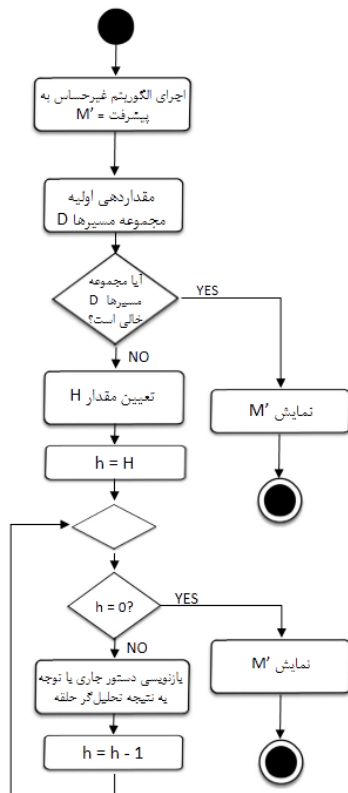 اجرای الگوریتم غیرحساس به
پیشرفت = M′
مقداردهی اولیه
مجموعه مسیرها D
آیا مجموعه
مسیرها D
خالی است؟
YES
NO
تعیین مقدار H
نمایش M′
h = H
h = 0?
YES
NO
بازنویسی دستور جاری با توجه
به نتیجه تحلیل‌گر حلقه
نمایش M′
h = h - 1